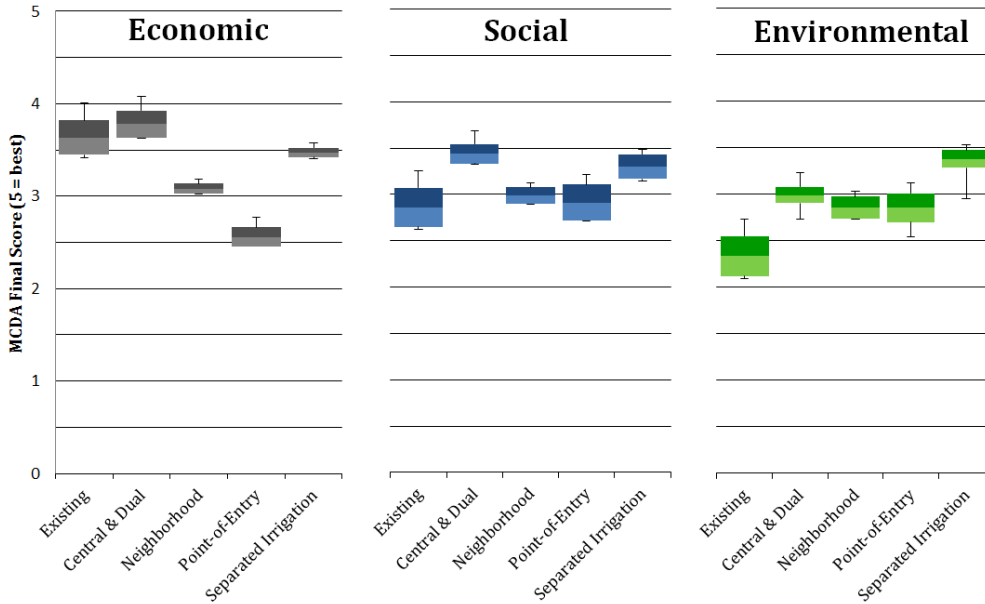 Economic
Social
Environmental
MCDA Final Score (5 = best)
5
4
3
2
1
0
Existing
Central & Dual
Neighborhood
Point-of-Entry
Separated Irrigation
Existing
Central & Dual
Neighborhood
Point-of-Entry
Separated Irrigation
Existing
Central & Dual
Neighborhood
Point-of-Entry
Separated Irrigation